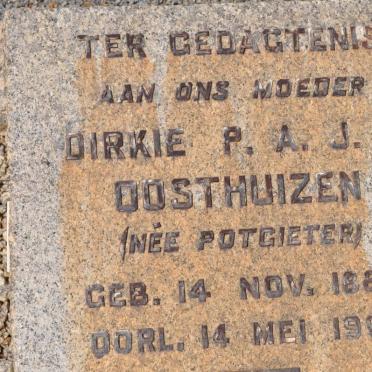 TER GEDAGTENIS
AAN ONS MOEDER
DIRKIE P. A. J.
OOSTHUIZEN
(NÉE POTGIETER)
GEB. 14 NOV.
OORL. 14 MEI